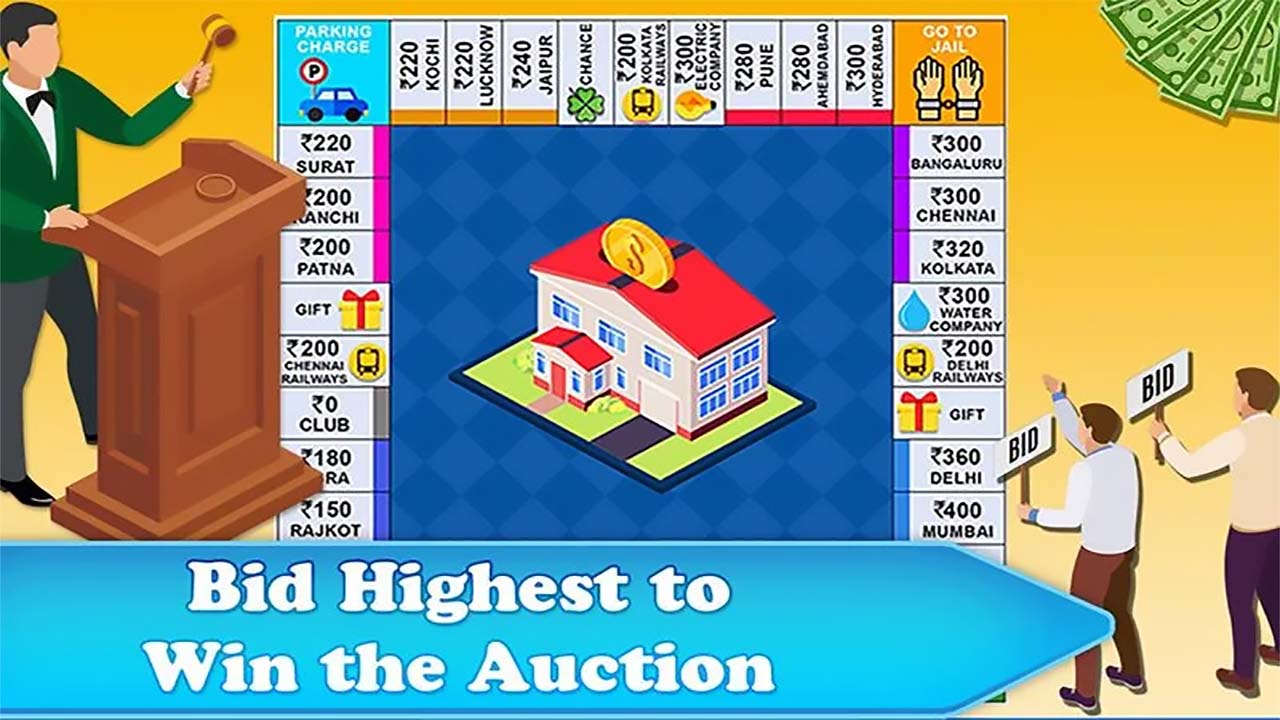 PARKING
CHARGE
P
₹220
KOCHI
₹220
LUCKNOW
₹240
JAIPUR
CHANCE
₹200
KOLKATA
RAILWAYS
₹300
ELECTRIC
COMPANY
₹280
PUNE
₹280
AHEMDABAD
₹300
HYDERABAD
GO TO
JAIL
₹220
SURAT
₹200
RANCHI
₹200
PATNA
GIFT
₹200
CHENNAI
RAILWAYS
₹0
CLUB
₹180
RA
₹150
RAJKOT
$
₹300
BANGALURU
₹300
CHENNAI
₹320
KOLKATA
₹300
WATER
COMPANY
₹200
DELHI
RAILWAYS
GIFT
₹360
DELHI
₹400
MUMBAI
BID
BID
Bid Highest to
Win the Auction